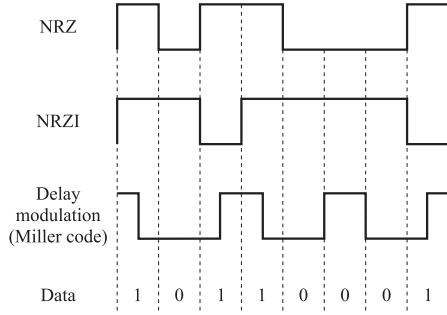 NRZ
NRZI
Delay
modulation
(Miller code)
Data 1 0 1 1 0 0 0 1